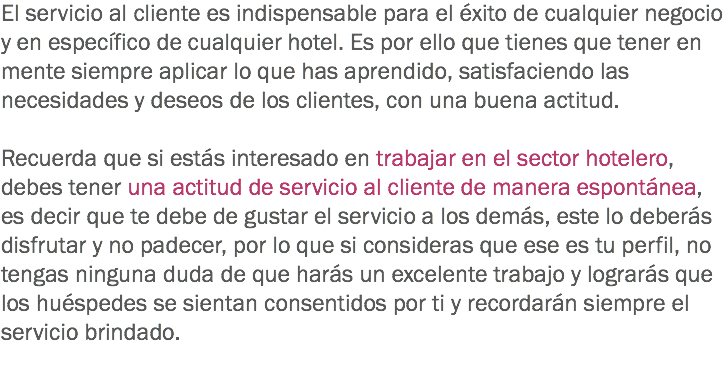 El servicio al cliente es indispensable para el éxito de cualquier negocio
y en específico de cualquier hotel. Es por ello que tienes que tener en
mente siempre aplicar lo que has aprendido, satisfaciendo las
necesidades y deseos de los clientes, con una buena actitud.
Recuerda que si estás interesado en trabajar en el sector hotelero,
debes tener una actitud de servicio al cliente de manera espontánea,
es decir que te debe de gustar el servicio a los demás, este lo deberás
disfrutar y no padecer, por lo que si consideras que ese es tu perfil, no
tengas ninguna duda de que harás un excelente trabajo y lograrás que
los huéspedes se sientan consentidos por ti y recordarán siempre el
servicio brindado.